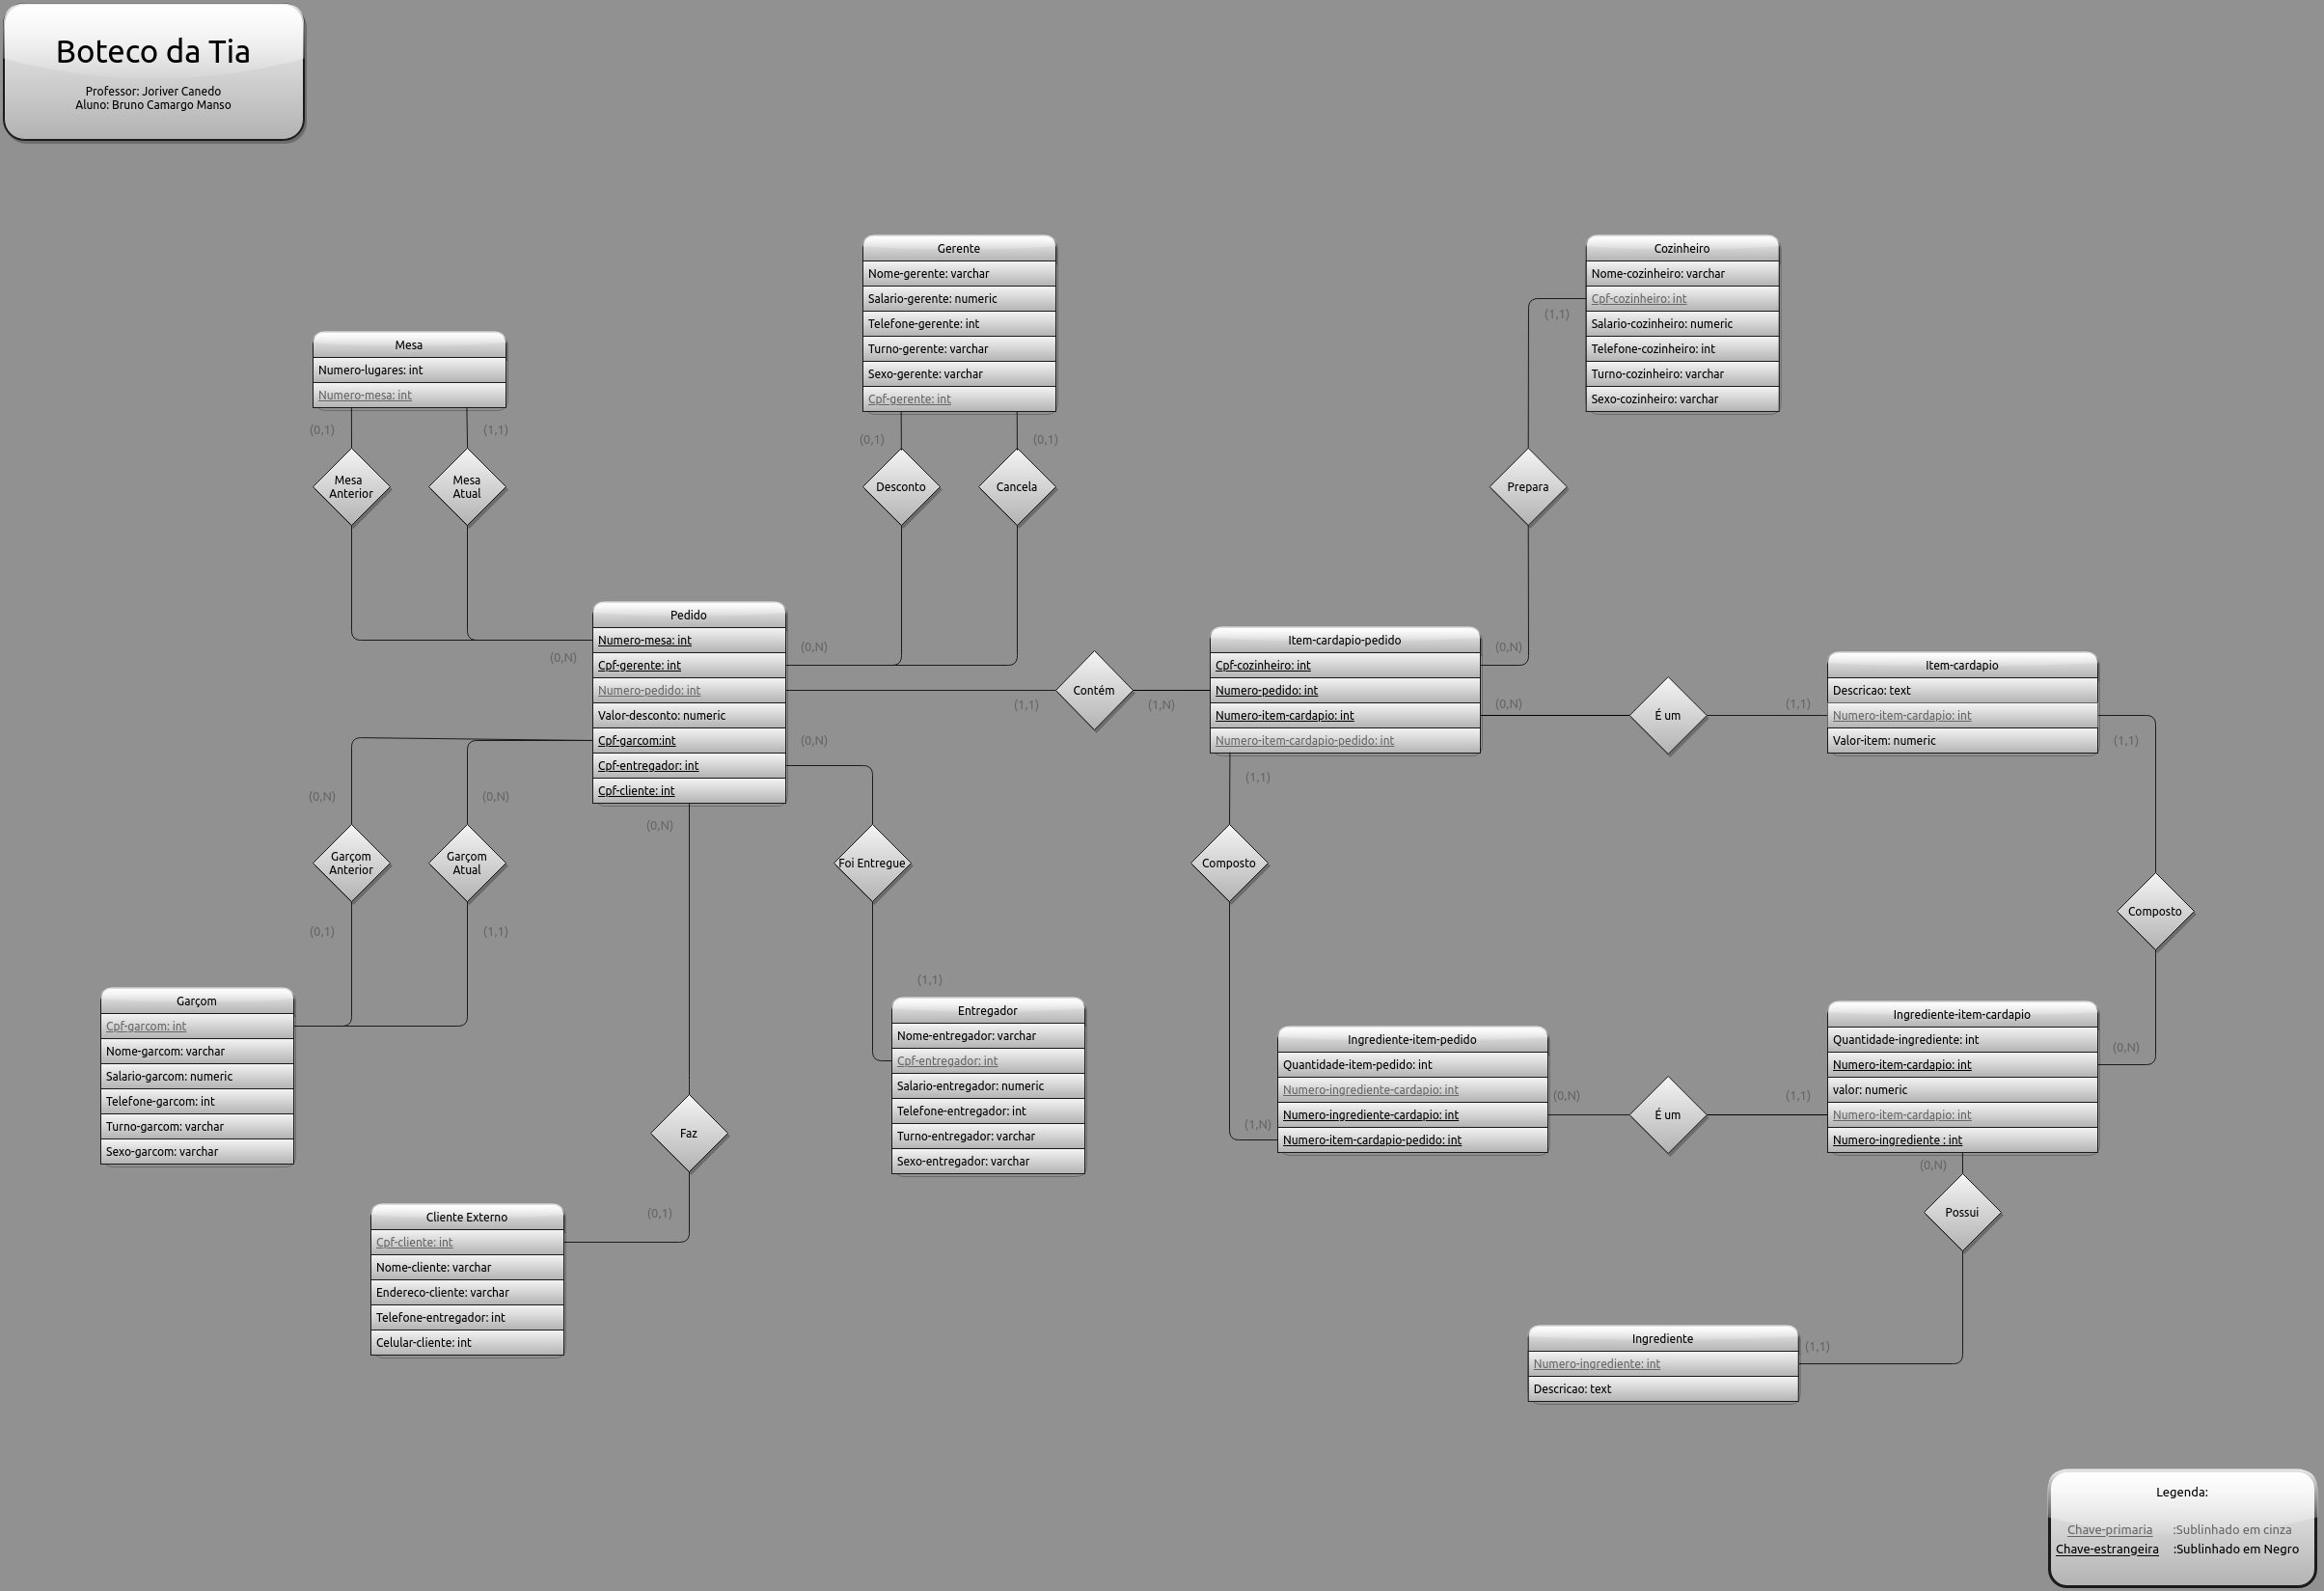 Boteco da Tia
Professor: Joriver Canedo
Aluno: Bruno Camargo Manso
Gerente
Nome-gerente: varchar
Salario-gerente: numeric
Telefone-gerente: int
Turno-gerente: varchar
Sexo-gerente: varchar
Cpf-gerente: int
Cozinheiro
Nome-cozinheiro: varchar
Cpf-cozinheiro: int
Salario-cozinheiro: numeric
Telefone-cozinheiro: int
Turno-cozinheiro: varchar
Sexo-cozinheiro: varchar
(1,1)
Mesa
Numero-lugares: int
Numero-mesa: int
(0,1)
(1,1)
(0,1)
(0,1)
Mesa
Anterior
Mesa
Atual
Desconto
Cancela
Prepara
(0,N)
Pedido
Numero-mesa: int
Cpf-gerente: int
Numero-pedido: int
Valor-desconto: numeric
Cpf-garcom:int
Cpf-entregador: int
Cpf-cliente: int
(0,N)
(0,N)
(0,N)
(1,1)
Contém
(1,N)
Item-cardapio-pedido
Cpf-cozinheiro: int
Numero-pedido: int
Numero-item-cardapio: int
Numero-item-cardapio-pedido: int
(0,N)
(0,N)
É um
(1,1)
Item-cardapio
Descricao: text
Numero-item-cardapio: int
Valor-item: numeric
(1,1)
(1,1)
(0,N)
(0,N)
Garçom
Anterior
Garçom
Atual
Foi Entregue
Composto
Composto
(0,1)
(1,1)
(1,1)
Garçom
Cpf-garcom: int
Nome-garcom: varchar
Salario-garcom: numeric
Telefone-garcom: int
Turno-garcom: varchar
Sexo-garcom: varchar
Entregador
Nome-entregador: varchar
Cpf-entregador: int
Salario-entregador: numeric
Telefone-entregador: int
Turno-entregador: varchar
Sexo-entregador: varchar
(1,N)
Ingrediente-item-pedido
Quantidade-item-pedido: int
Numero-ingrediente-cardapio: int
Numero-ingrediente-cardapio: int
Numero-item-cardapio-pedido: int
(0,N)
É um
(1,1)
Ingrediente-item-cardapio
Quantidade-ingrediente: int
Numero-item-cardapio: int
valor: numeric
Numero-item-cardapio: int
Numero-ingrediente : int
(0,N)
(0,N)
Faz
Possui
(0,1)
Cliente Externo
Cpf-cliente: int
Nome-cliente: varchar
Endereco-cliente: varchar
Telefone-entregador: int
Celular-cliente: int
Ingrediente
Numero-ingrediente: int
Descricao: text
(1,1)
Legenda:
Chave-primaria :Sublinhado em cinza
Chave-estrangeira :Sublinhado em Negro